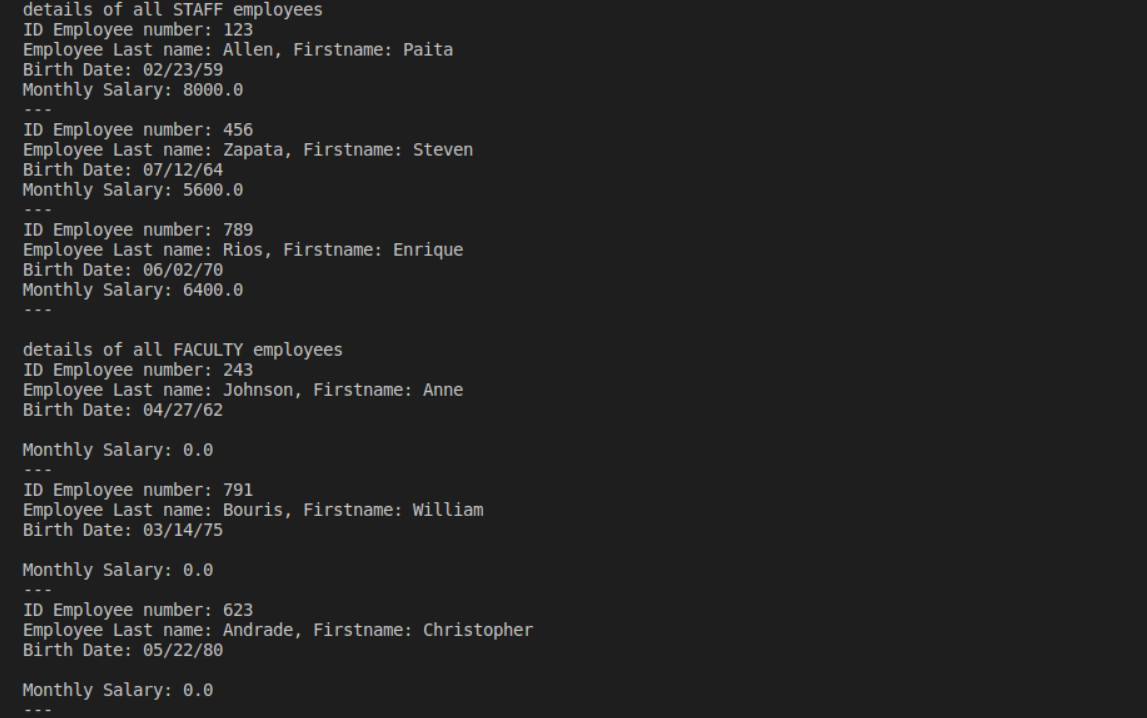 details of all STAFF employees
ID Employee number: 123
Employee Last name: Allen, Firstname: Paita
Birth Date: 02/23/59
Monthly Salary: 8000.0
---
ID Employee number: 456
Employee Last name: Zapata, Firstname: Steven
Birth Date: 07/12/64
Monthly Salary: 5600.0
---
ID Employee number: 789
Employee Last name: Rios, Firstname: Enrique
Birth Date: 06/02/70
Monthly Salary: 6400.0
---
details of all FACULTY employees
ID Employee number: 243
Employee Last name: Johnson, Firstname: Anne
Birth Date: 04/27/62
Monthly Salary: 0.0
---
ID Employee number: 791
Employee Last name: Bouris, Firstname: William
Birth Date: 03/14/75
Monthly Salary: 0.0
---
ID Employee number: 623
Employee Last name: Andrade, Firstname: Christopher
Birth Date: 05/22/80
Monthly Salary: 0.0
---